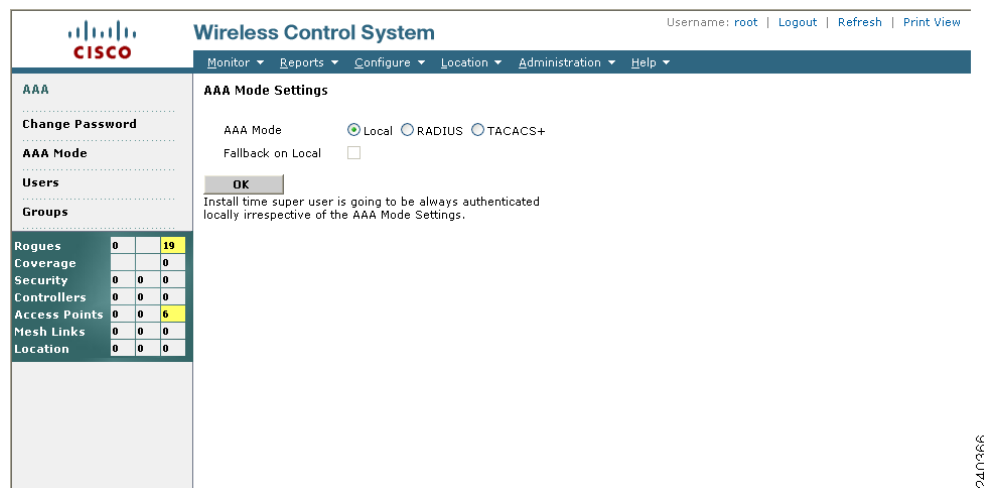 CISCO
Wireless Control System
Username: root | Logout | Refresh | Print View
Monitor Reports Configure Location Administration Help
AAA
Change Password
AAA Mode
Users
Groups
Rogues 0 19
Coverage 0
Security 0 0 0
Controllers 0 0 0
Access Points 0 0 6
Mesh Links 0 0 0
Location 0 0 0
AAA Mode Settings
AAA Mode Local RADIUS TACACS+
Fallback on Local
OK
Install time super user is going to be always authenticated
locally irrespective of the AAA Mode Settings.
240366